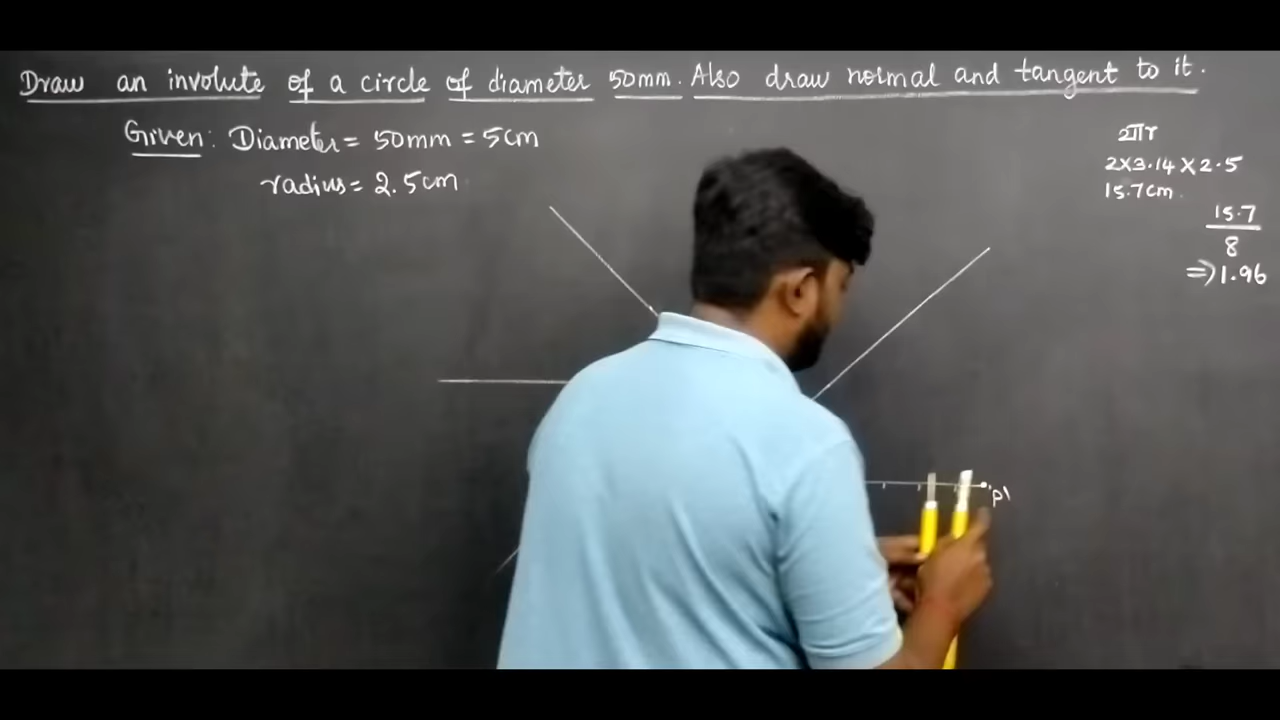 Draw an involute of a circle of diameter 50mm. Also draw normal and tangent to it.
Given: Diameter = 50mm = 5cm
radius = 2.5cm
2πr
2×3.14×2.5
15.7cm.
15.7
8
⇒1.96
'P'